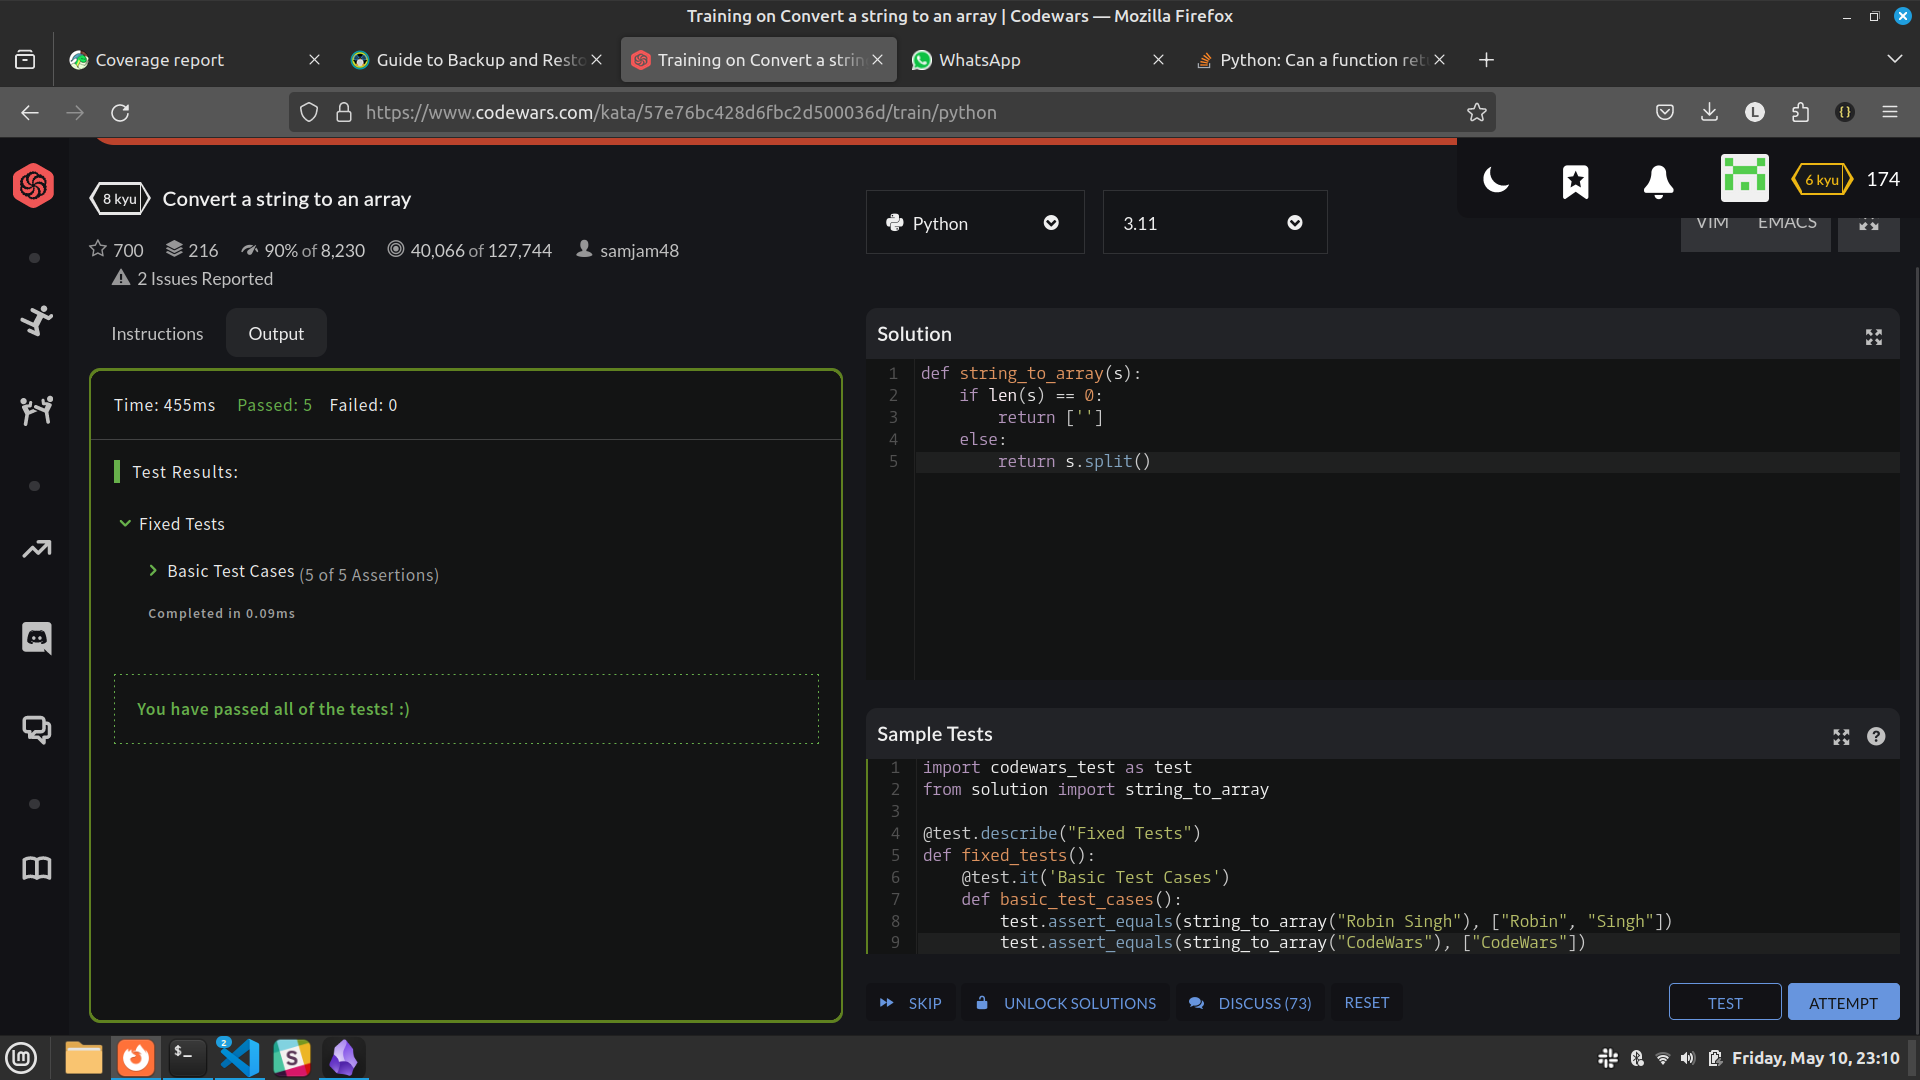 Training on Convert a string to an array | Codewars — Mozilla Firefox
Coverage report
Guide to Backup and Resto
Training on Convert a strin
WhatsApp
Python: Can a function ret
https://www.codewars.com/kata/57e76bc428d6fbc2d500036d/train/python
L
{}
8 kyu
Convert a string to an array
700
216
90% of 8,230
40,066 of 127,744
samjam48
2 Issues Reported
Python
3.11
6 kyu
174
VIM
EMACS
Instructions
Output
Time: 455ms
Passed: 5
Failed: 0
Test Results:
Fixed Tests
Basic Test Cases (5 of 5 Assertions)
Completed in 0.09ms
You have passed all of the tests! :)
Solution
1 def string_to_array(s):
2     if len(s) == 0:
3         return ['']
4     else:
5         return s.split()
Sample Tests
?
1 import codewars_test as test
2 from solution import string_to_array
3
4 @test.describe("Fixed Tests")
5 def fixed_tests():
6     @test.it('Basic Test Cases')
7     def basic_test_cases():
8         test.assert_equals(string_to_array("Robin Singh"), ["Robin", "Singh"])
9         test.assert_equals(string_to_array("CodeWars"), ["CodeWars"])
SKIP
UNLOCK SOLUTIONS
DISCUSS (73)
RESET
TEST
ATTEMPT
$_
2
S
Friday, May 10, 23:10